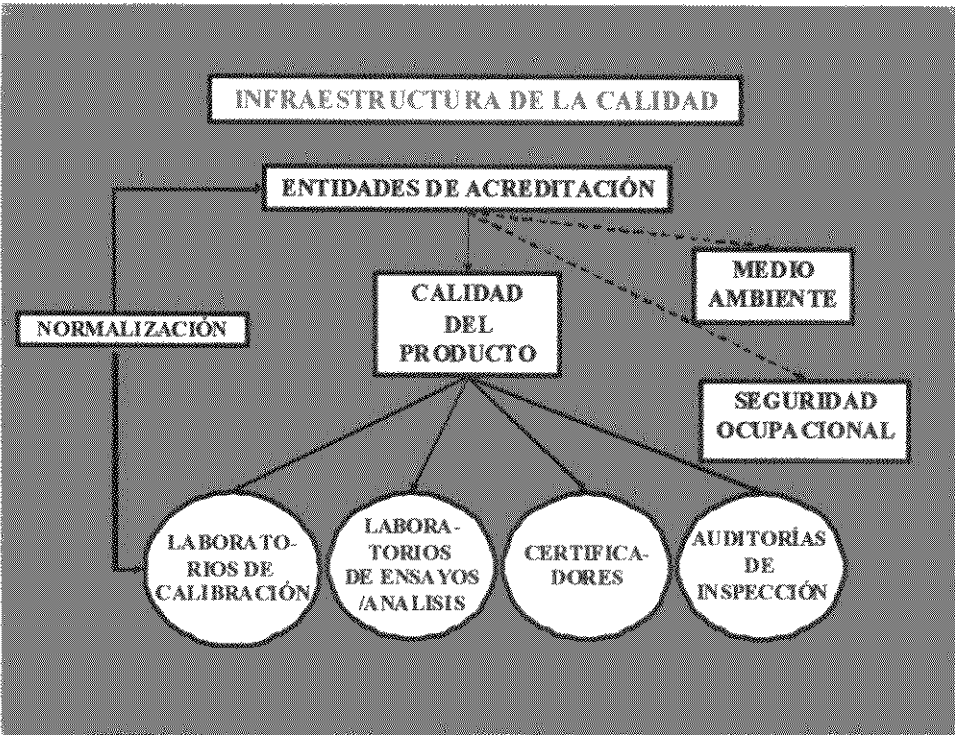 INFRAESTRUCTURA DE LA CALIDAD
ENTIDADES DE ACREDITACIÓN
MEDIO
AMBIENTE
CALIDAD
DEL
PRODUCTO
NORMALIZACIÓN
SEGURIDAD
OCUPACIONAL
LABORATO-
RIOS DE
CALIBRACIÓN
LABORA-
TORIOS
DE ENSAYOS
/ANALISIS
CERTIFICA-
DORES
AUDITORÍAS
DE
INSPECCIÓN